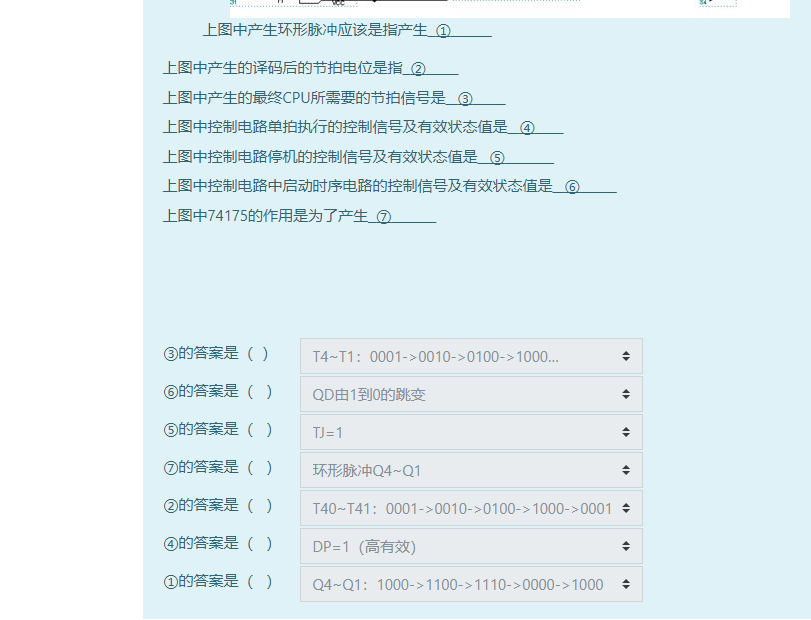 VCC
上图中产生环形脉冲应该是指产生 ①
上图中产生的译码后的节拍电位是指 ②
上图中产生的最终CPU所需要的节拍信号是 ③
上图中控制电路单拍执行的控制信号及有效状态值是 ④
上图中控制电路停机的控制信号及有效状态值是 ⑤
上图中控制电路中启动时序电路的控制信号及有效状态值是 ⑥
上图中74175的作用是为了产生 ⑦
③的答案是（ ） T4~T1：0001->0010->0100->1000...
⑥的答案是（ ） QD由1到0的跳变
⑤的答案是（ ） TJ=1
⑦的答案是（ ） 环形脉冲Q4~Q1
②的答案是（ ） T40~T41：0001->0010->0100->1000->0001
④的答案是（ ） DP=1（高有效）
①的答案是（ ） Q4~Q1：1000->1100->1110->0000->1000